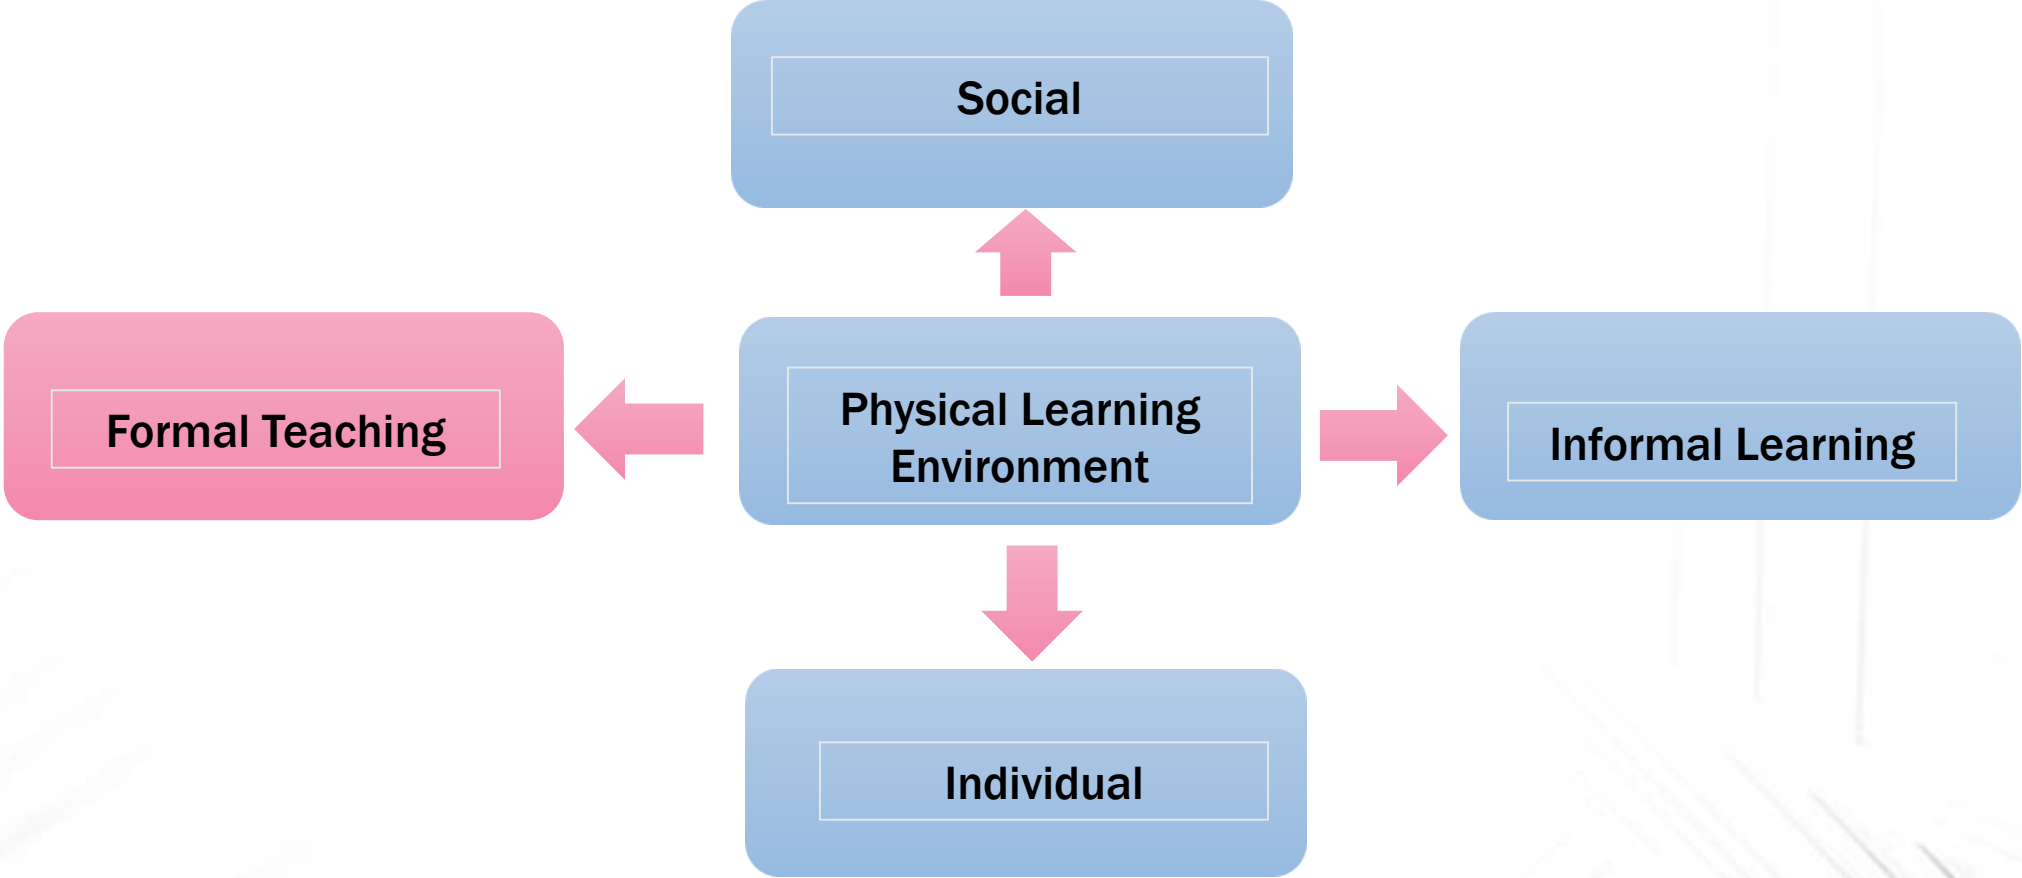 Social
Formal Teaching
Physical Learning
Environment
Informal Learning
Individual